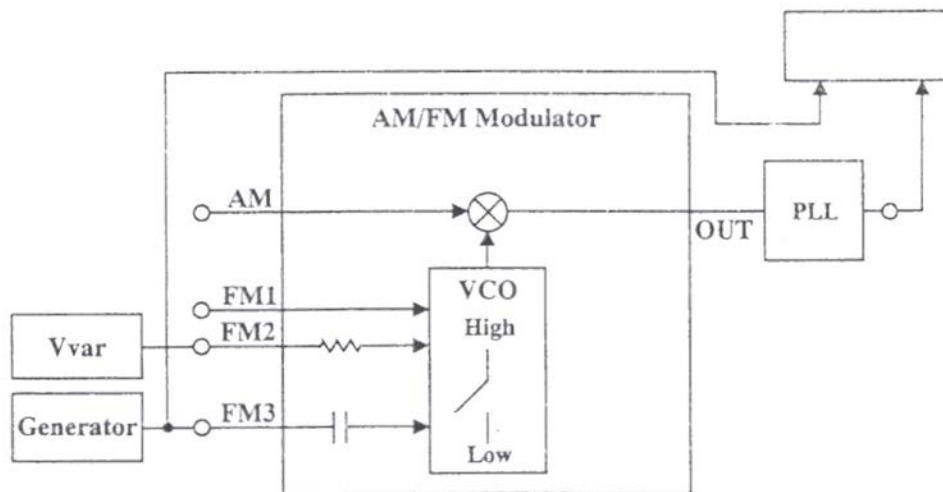 AM/FM Modulator
AM
OUT
PLL
FM1
VCO
Vvar
FM2
High
Generator
FM3
Low